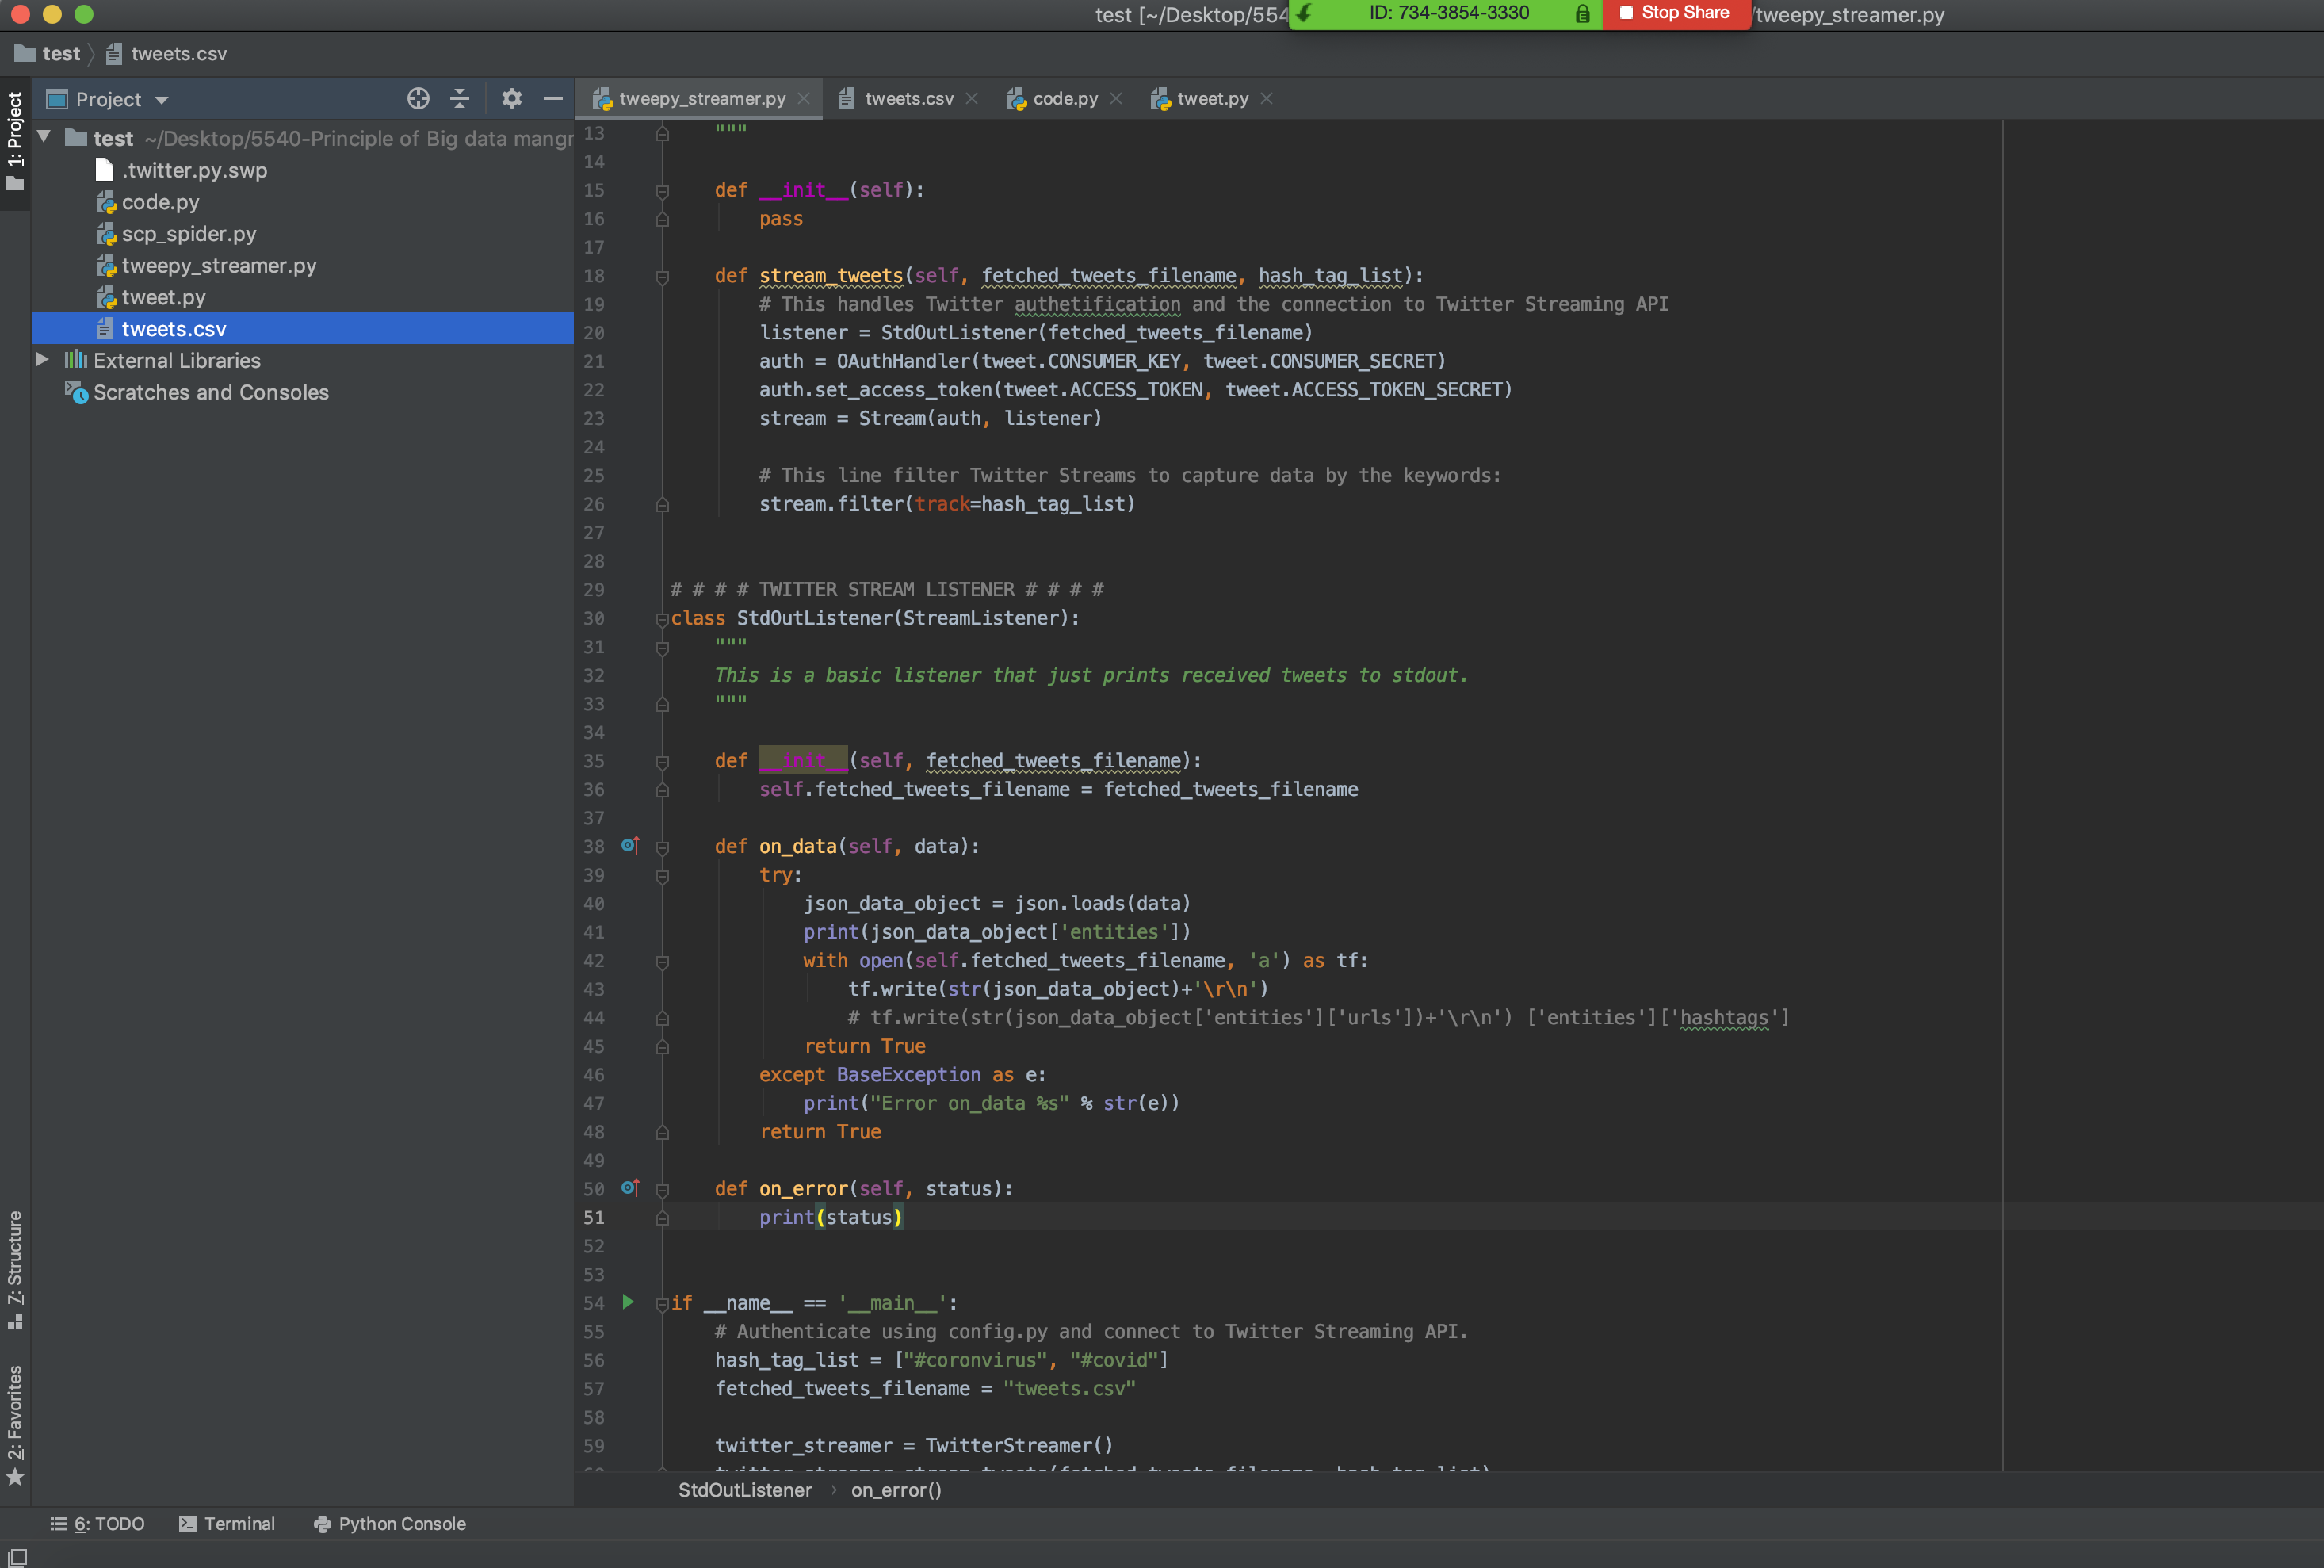 test [~/Desktop/554
ID: 734-3854-3330
Stop Share
/tweepy_streamer.py
test
tweets.csv
1: Project
Project
tweepy_streamer.py
tweets.csv
code.py
tweet.py
test ~/Desktop/5540-Principle of Big data mangr
.twitter.py.swp
code.py
scp_spider.py
tweepy_streamer.py
tweet.py
tweets.csv
External Libraries
Scratches and Consoles
13 """
14
15 def __init__(self):
16 pass
17
18 def stream_tweets(self, fetched_tweets_filename, hash_tag_list):
19 # This handles Twitter authetification and the connection to Twitter Streaming API
20 listener = StdOutListener(fetched_tweets_filename)
21 auth = OAuthHandler(tweet.CONSUMER_KEY, tweet.CONSUMER_SECRET)
22 auth.set_access_token(tweet.ACCESS_TOKEN, tweet.ACCESS_TOKEN_SECRET)
23 stream = Stream(auth, listener)
24
25 # This line filter Twitter Streams to capture data by the keywords:
26 stream.filter(track=hash_tag_list)
27
28
29 # # # # TWITTER STREAM LISTENER # # # #
30 class StdOutListener(StreamListener):
31 """
32 This is a basic listener that just prints received tweets to stdout.
33 """
34
35 def __init__(self, fetched_tweets_filename):
36 self.fetched_tweets_filename = fetched_tweets_filename
37
38 def on_data(self, data):
39 try:
40 json_data_object = json.loads(data)
41 print(json_data_object['entities'])
42 with open(self.fetched_tweets_filename, 'a') as tf:
43 tf.write(str(json_data_object)+'\r\n')
44 # tf.write(str(json_data_object['entities']['urls'])+'\r\n') ['entities']['hashtags']
45 return True
46 except BaseException as e:
47 print("Error on_data %s" % str(e))
48 return True
49
50 def on_error(self, status):
51 print(status)
52
53
54 if __name__ == '__main__':
55 # Authenticate using config.py and connect to Twitter Streaming API.
56 hash_tag_list = ["#coronvirus", "#covid"]
57 fetched_tweets_filename = "tweets.csv"
58
59 twitter_streamer = TwitterStreamer()
twitter_streamer.stream_tweets(fetched_tweets_filename, hash_tag_list)
7: Structure
2: Favorites
StdOutListener › on_error()
6: TODO
Terminal
Python Console